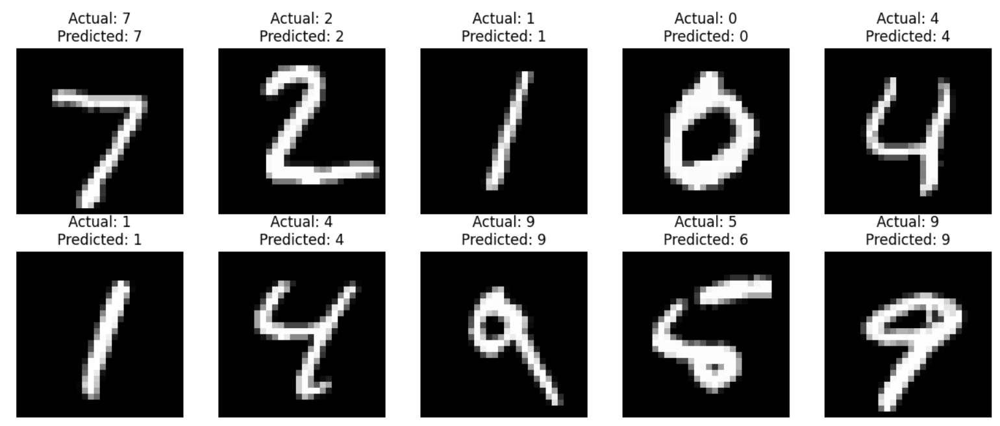 Actual: 7
Predicted: 7
Actual: 2
Predicted: 2
Actual: 1
Predicted: 1
Actual: 0
Predicted: 0
Actual: 4
Predicted: 4
7
2
1
0
4
Actual: 1
Predicted: 1
Actual: 4
Predicted: 4
Actual: 9
Predicted: 9
Actual: 5
Predicted: 6
Actual: 9
Predicted: 9
1
4
9
5
9